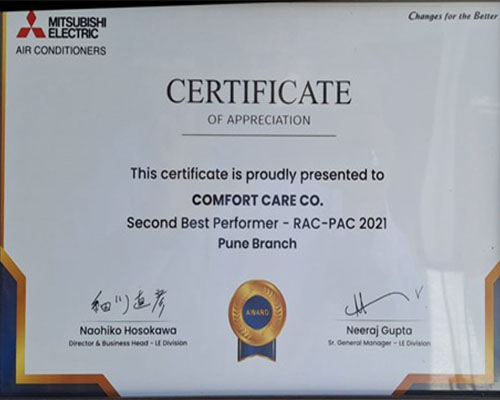 MITSUBISHI
ELECTRIC
AIR CONDITIONERS
Changes for the Better
CERTIFICATE
OF APPRECIATION
This certificate is proudly presented to
COMFORT CARE CO.
Second Best Performer - RAC-PAC 2021
Pune Branch
細川直彦
AWARD
Naohiko Hosokawa
Director & Business Head - LE Division
Neeraj Gupta
Sr. General Manager - LE Division